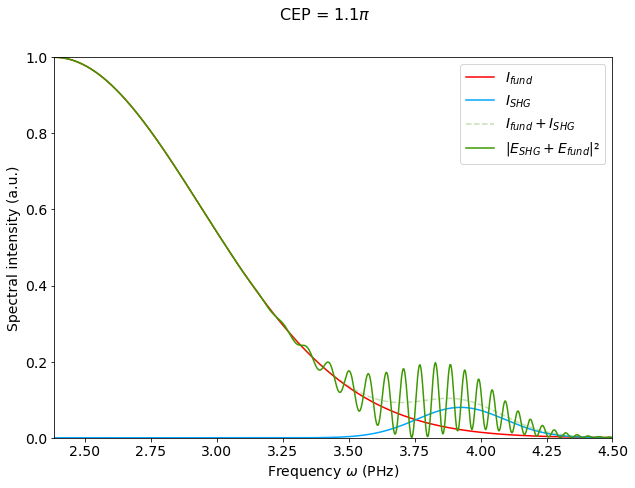 CEP = 1.1π
Spectral intensity (a.u.)
1.0
0.8
0.6
0.4
0.2
0.0
I_fund
I_SHG
I_fund + I_SHG
|E_SHG + E_fund|²
2.50 2.75 3.00 3.25 3.50 3.75 4.00 4.25 4.50
Frequency ω (PHz)